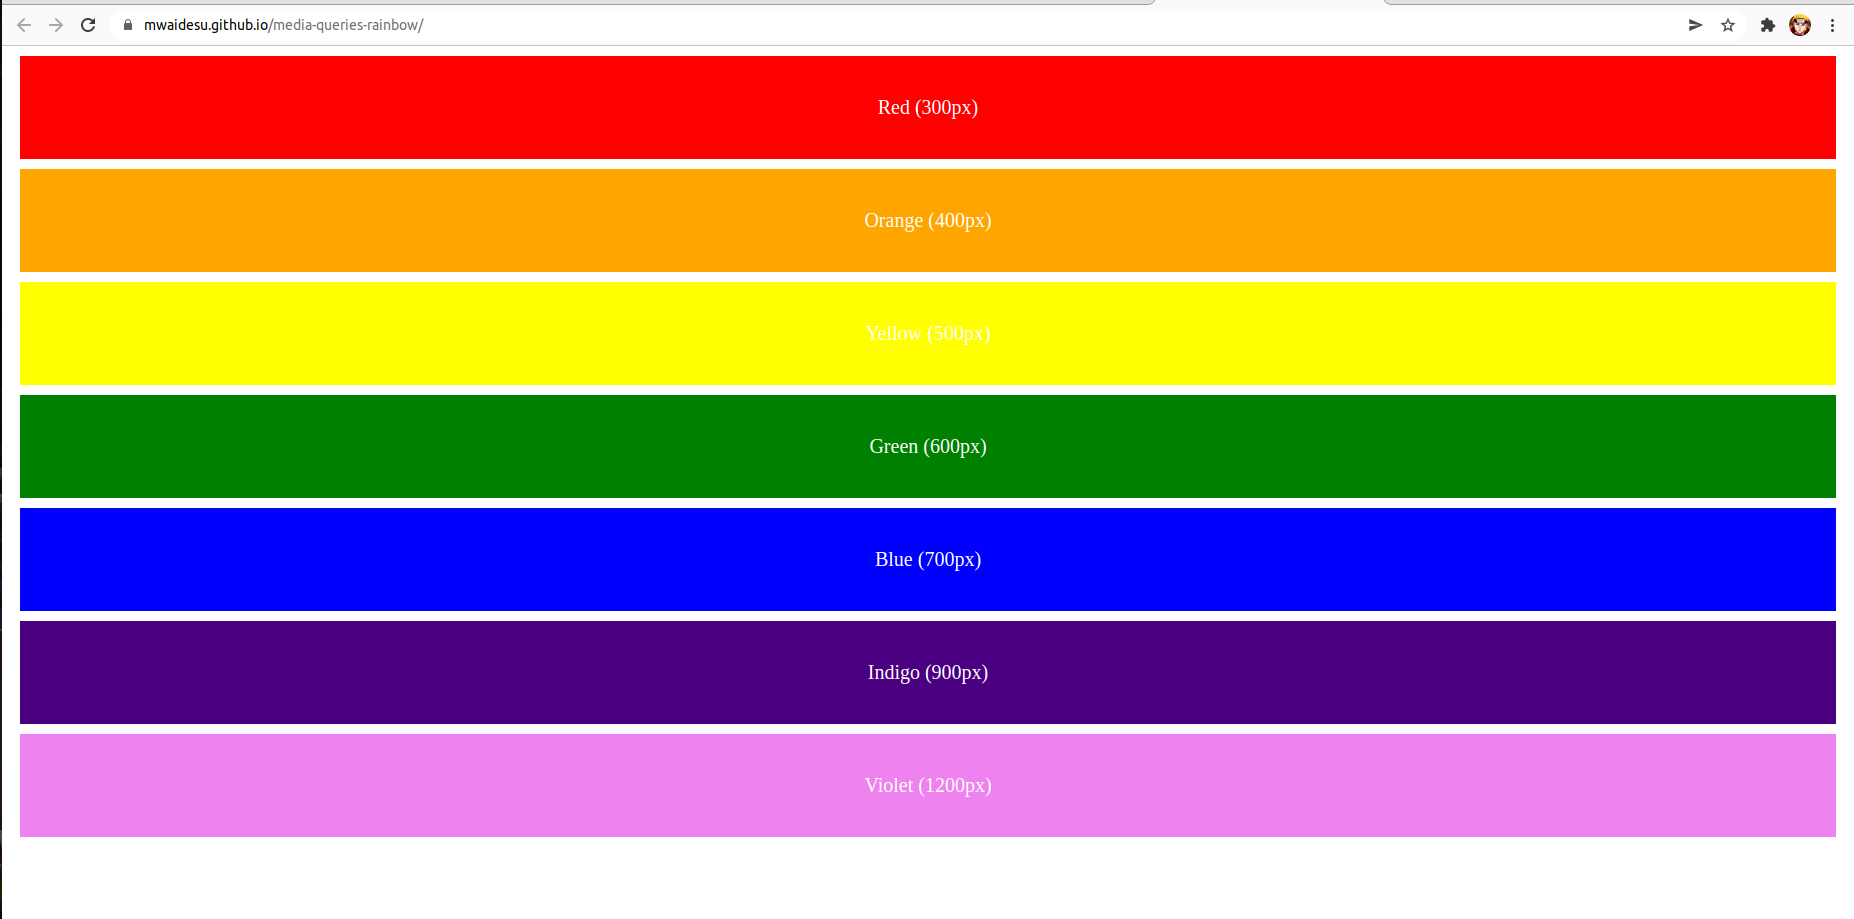 mwaidesu.github.io/media-queries-rainbow/
Red (300px)
Orange (400px)
Yellow (500px)
Green (600px)
Blue (700px)
Indigo (900px)
Violet (1200px)